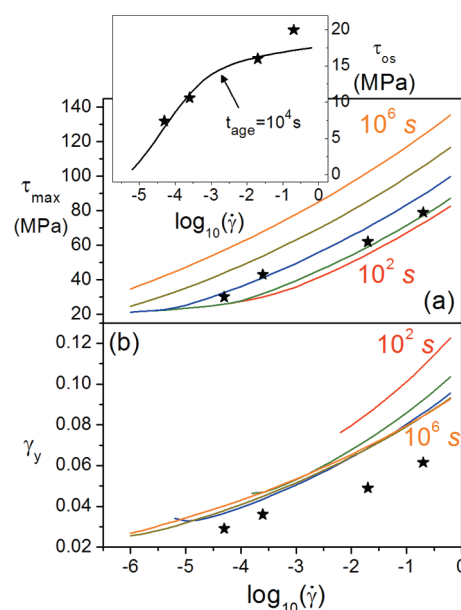 20
15
10
5
0
τos
(MPa)
tage=10⁴s
-5 -4 -3 -2 -1 0
log₁₀(γ̇)
140
120
100
80
60
40
20
τmax
(MPa)
10⁶ s
10² s
(a)
(b)
0.12
0.10
0.08
0.06
0.04
0.02
γy
10² s
10⁶ s
-6 -5 -4 -3 -2 -1 0
log₁₀(γ̇)